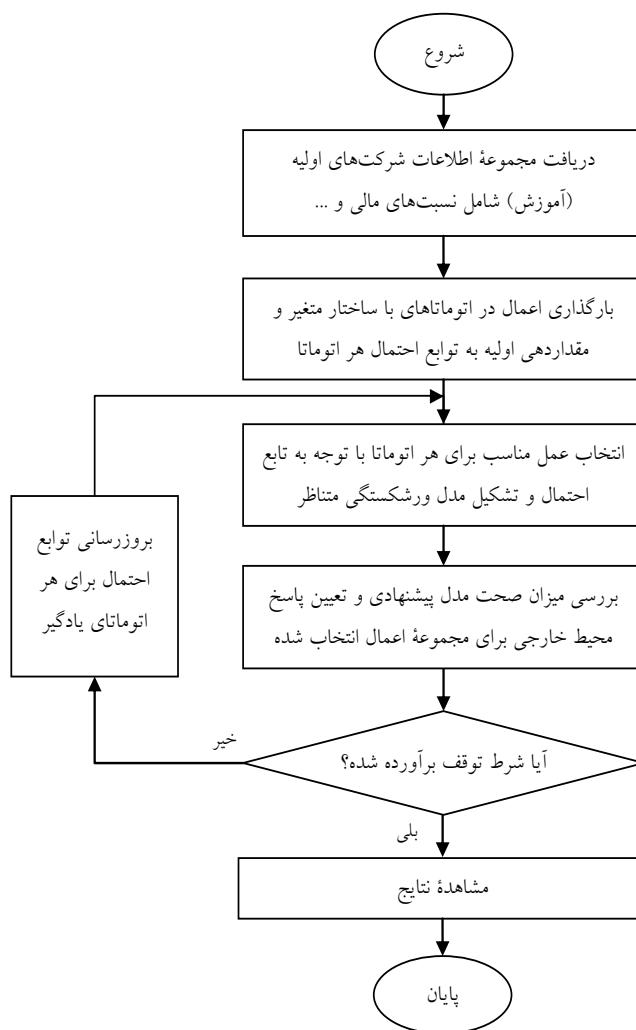 شروع
دریافت مجموعۀ اطلاعات شرکت‌های اولیه
(آموزش) شامل نسبت‌های مالی و ...
بارگذاری اعمال در اتوماتاهای با ساختار متغیر و
مقداردهی اولیه به توابع احتمال هر اتوماتا
انتخاب عمل مناسب برای هر اتوماتا با توجه به تابع
احتمال و تشکیل مدل ورشکستگی متناظر
بروزرسانی توابع
احتمال برای هر
اتوماتای یادگیر
بررسی میزان صحت مدل پیشنهادی و تعیین پاسخ
محیط خارجی برای مجموعۀ اعمال انتخاب شده
خیر
آیا شرط توقف برآورده شده؟
بلی
مشاهدۀ نتایج
پایان